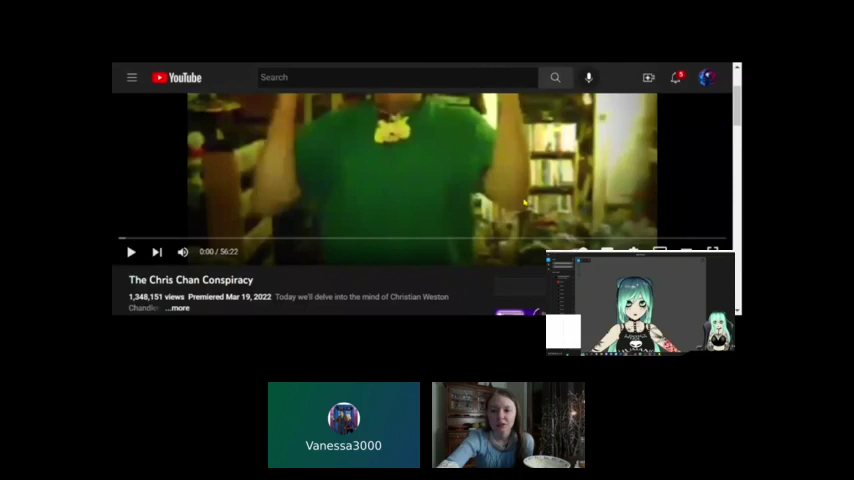 YouTube
Search
5
0:00 / 56:22
The Chris Chan Conspiracy
1,348,151 views Premiered Mar 19, 2022 Today we'll delve into the mind of Christian Weston
Chandler ...more
Vanessa3000